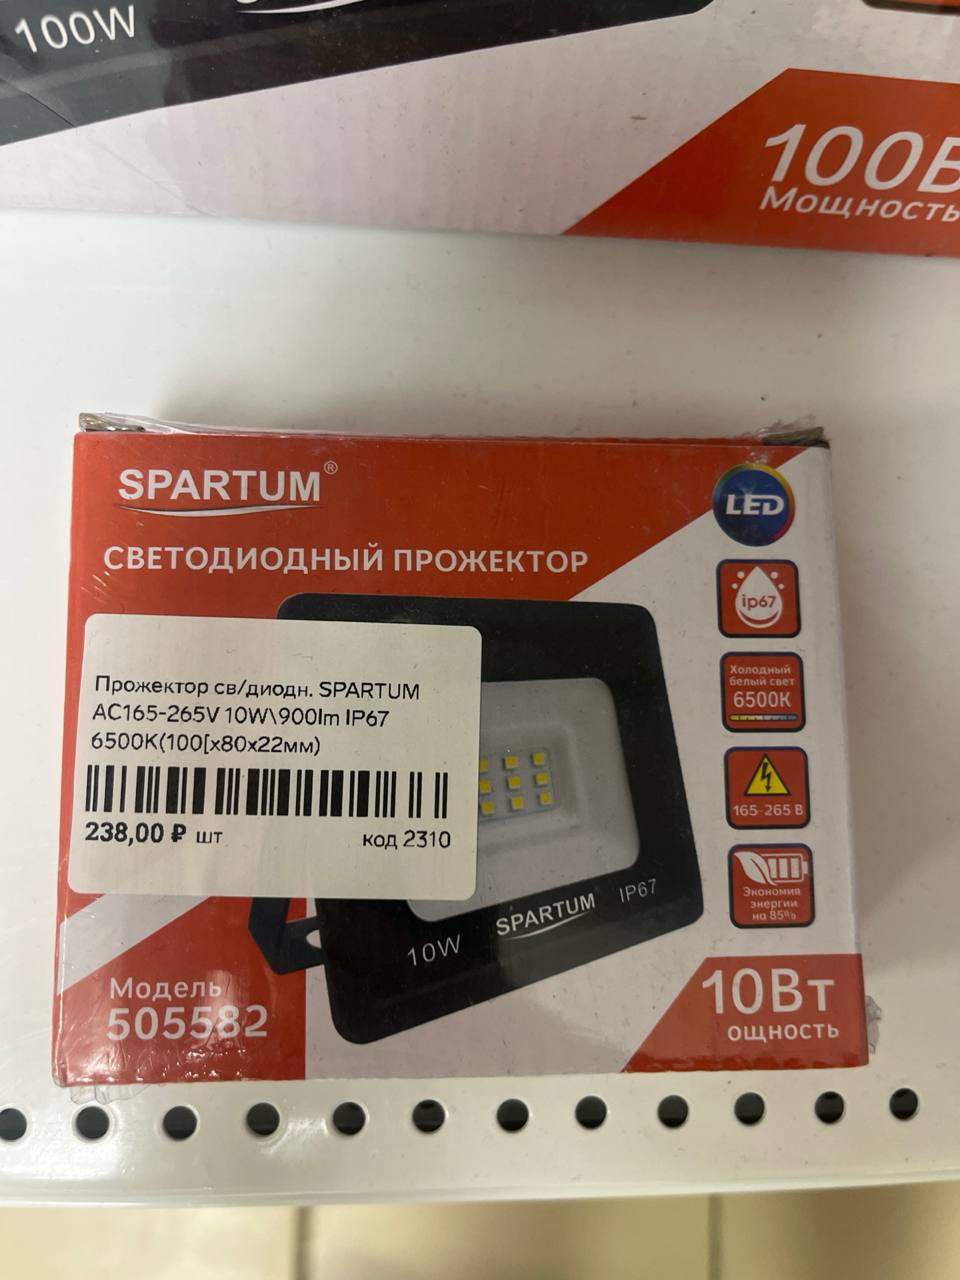 100W
100В
Мощность
SPARTUM®
СВЕТОДИОДНЫЙ ПРОЖЕКТОР
LED
ip67
Холодный
белый свет
6500K
165-265 В
Экономия
энергии
на 85%
Прожектор св/диодн. SPARTUM
AC165-265V 10W\900lm IP67
6500K(100[x80x22мм)
238,00 ₽ шт
код 2310
10W SPARTUM IP67
Модель
505582
10Вт
ощность